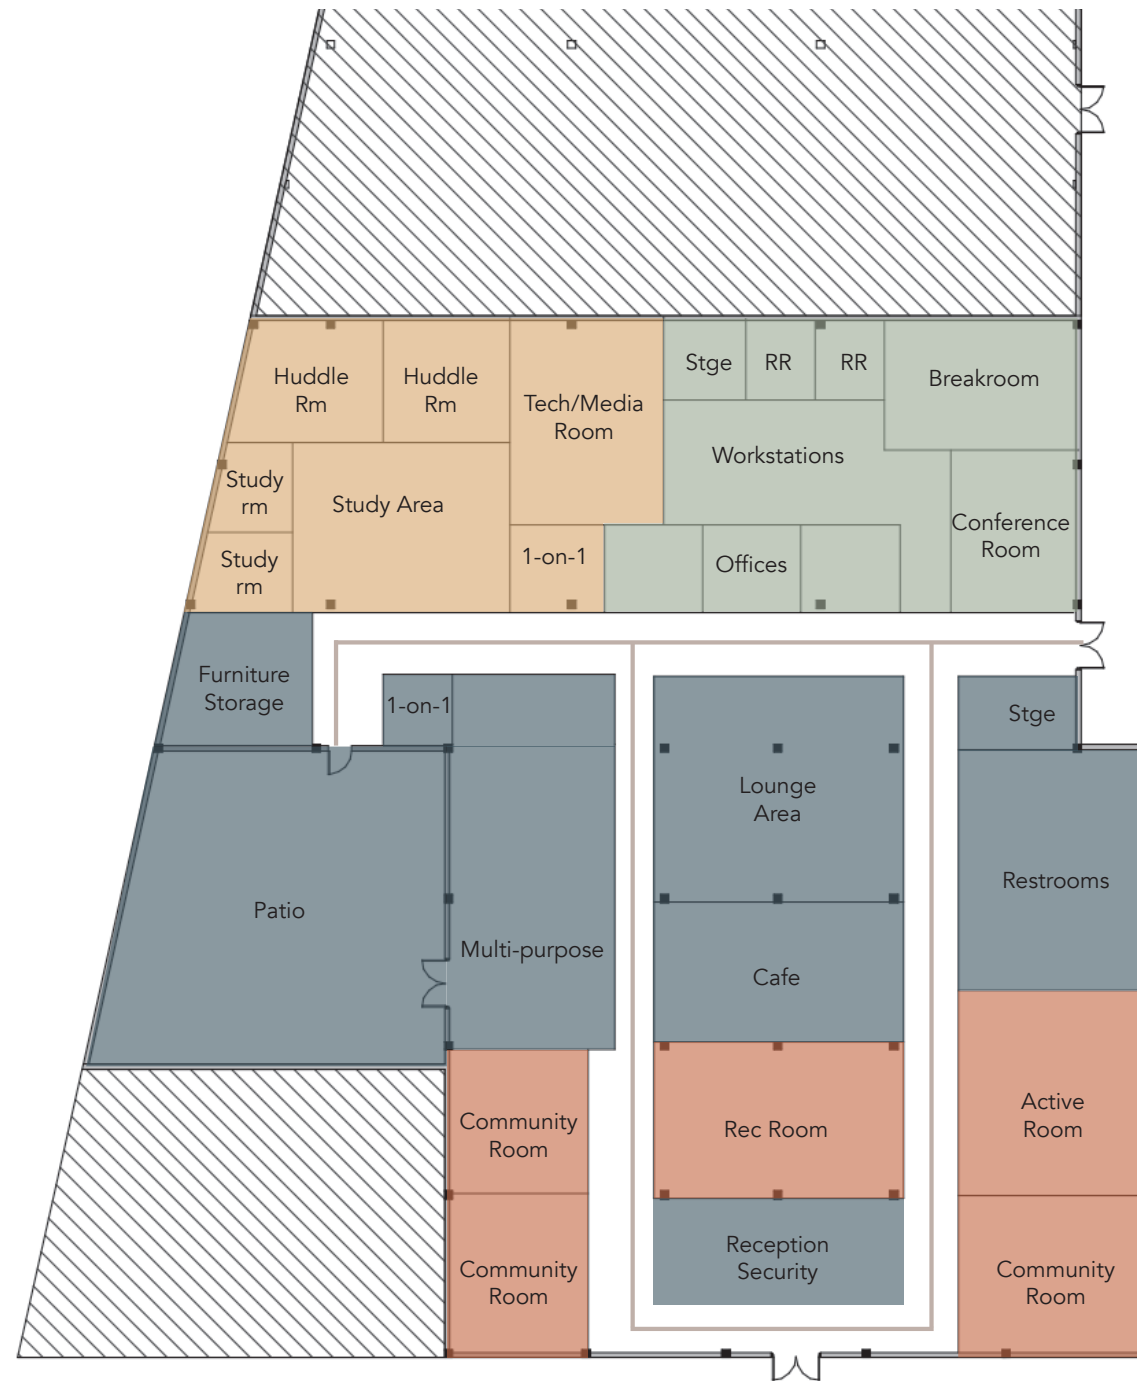 Huddle
Rm
Huddle
Rm
Tech/Media
Room
Stge
RR
RR
Breakroom
Workstations
Study
rm
Study Area
Study
rm
1-on-1
Offices
Conference
Room
Furniture
Storage
1-on-1
Stge
Lounge
Area
Restrooms
Patio
Multi-purpose
Cafe
Community
Room
Rec Room
Active
Room
Community
Room
Reception
Security
Community
Room